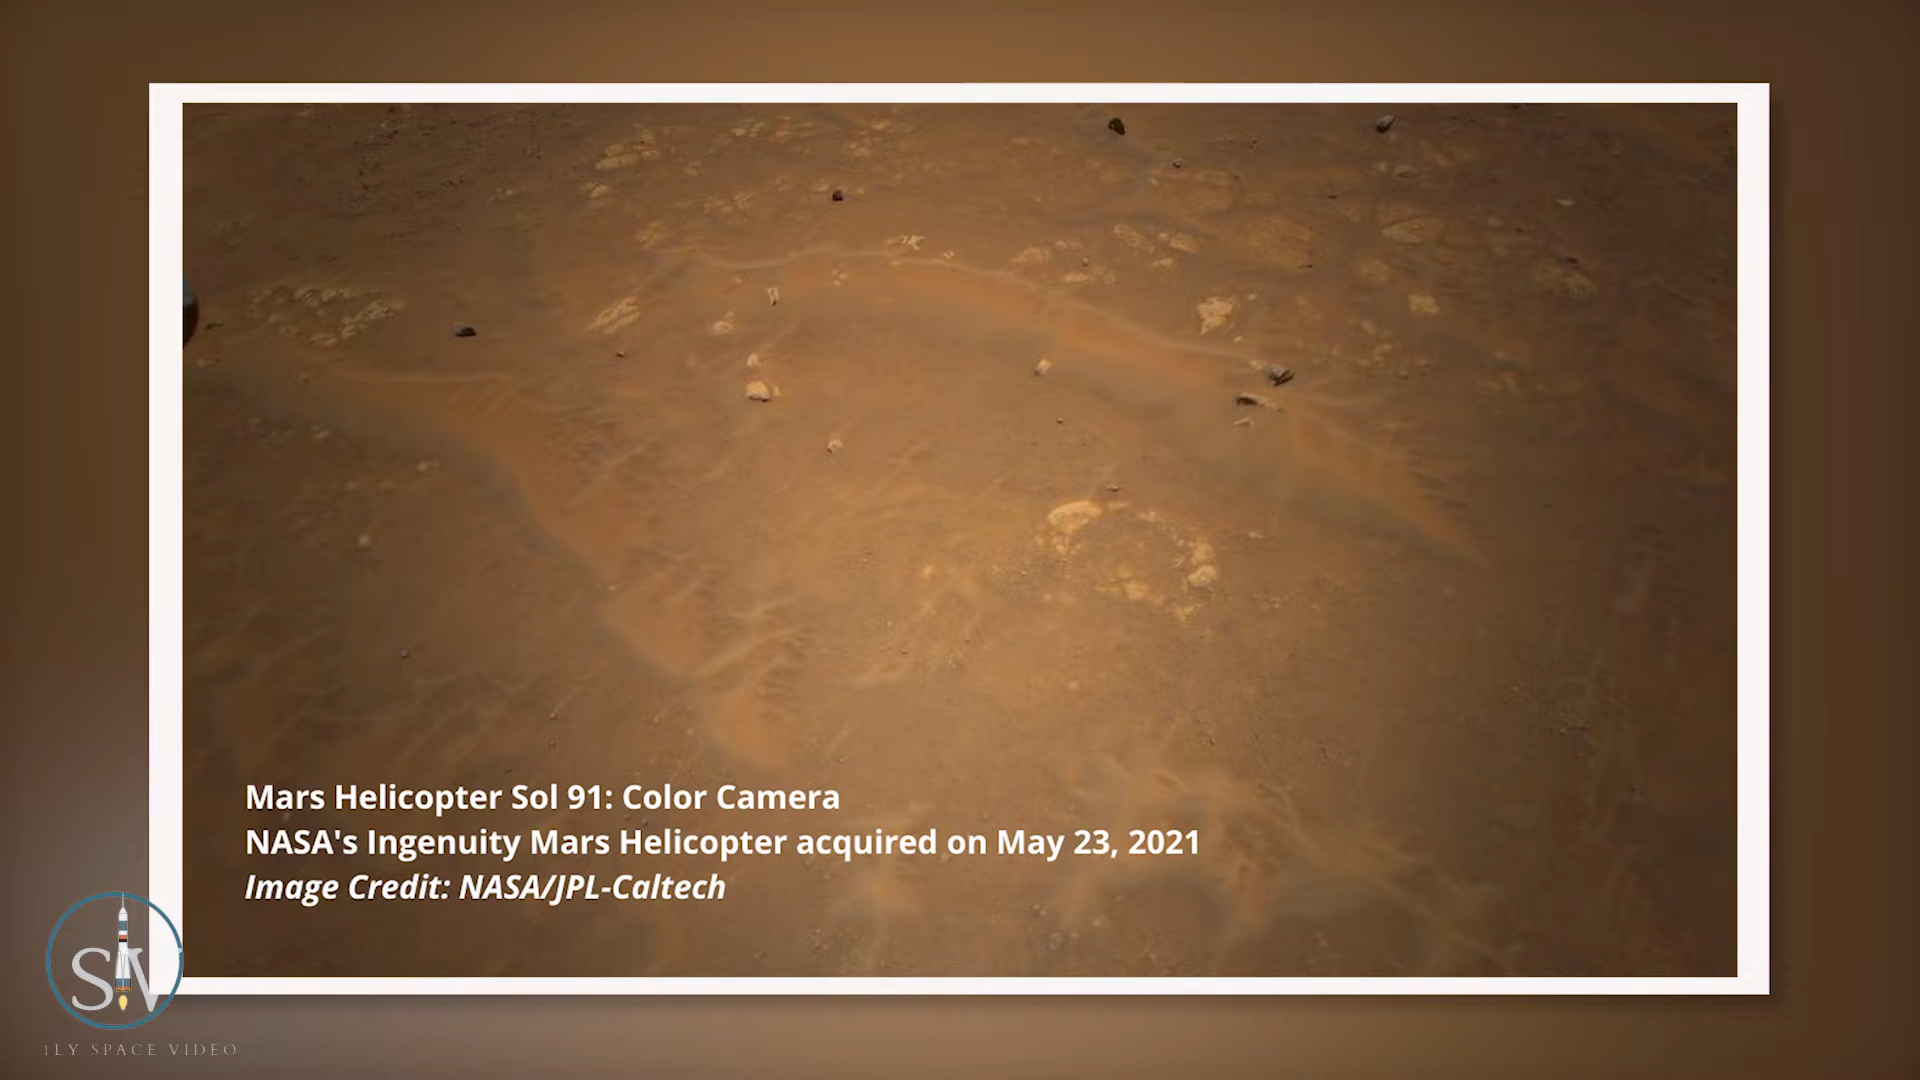 Mars Helicopter Sol 91: Color Camera
NASA's Ingenuity Mars Helicopter acquired on May 23, 2021
Image Credit: NASA/JPL-Caltech
SV
SPACE VIDEO